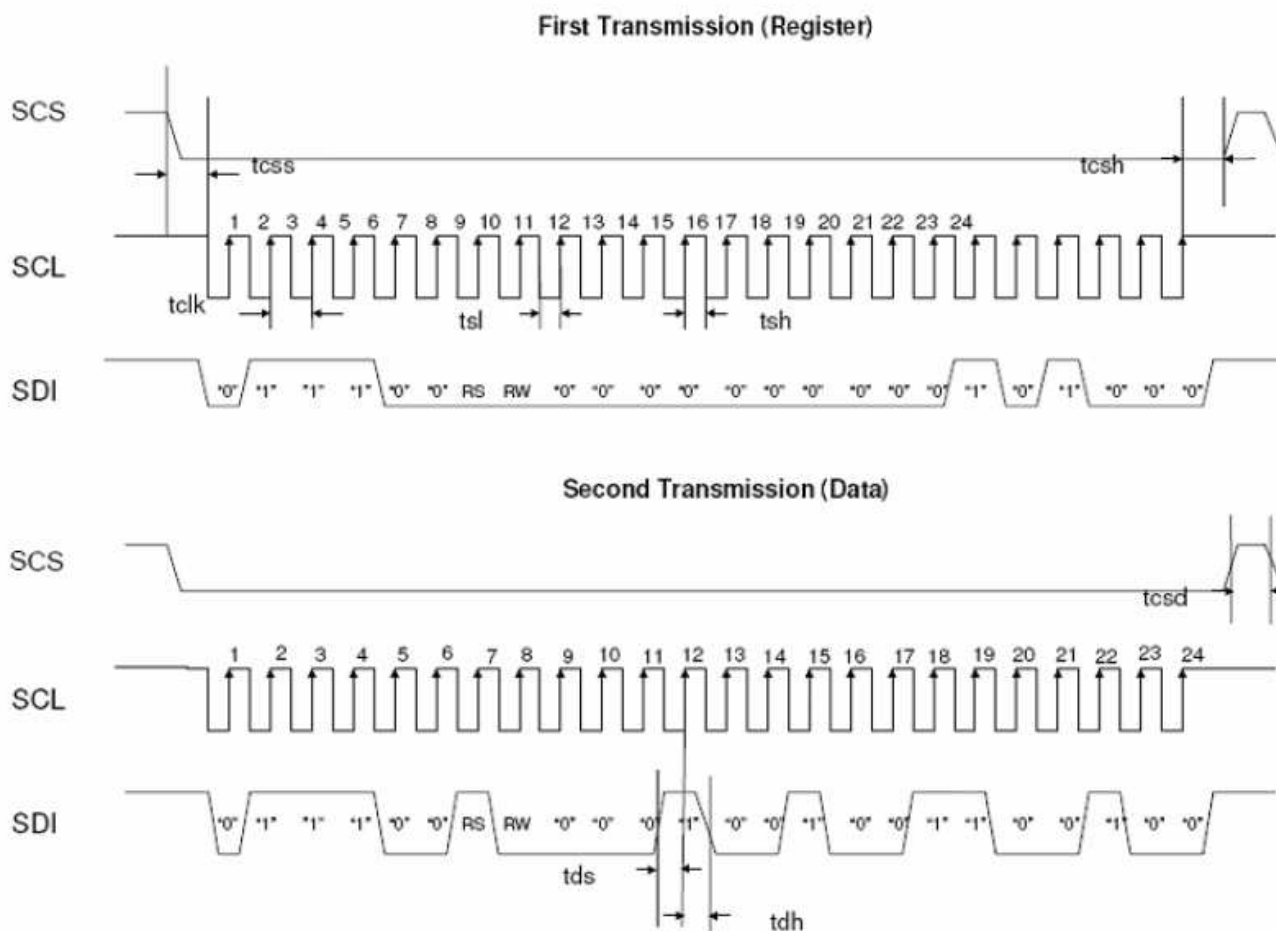 First Transmission (Register)
SCS
tcss
tcsh
1 2 3 4 5 6 7 8 9 10 11 12 13 14 15 16 17 18 19 20 21 22 23 24
SCL
tclk
tsl
tsh
SDI
"0" "1" "1" "1" "0" "0" RS RW "0" "0" "0" "0" "0" "0" "0" "0" "0" "0" "1" "0" "1" "0" "0" "0"
Second Transmission (Data)
SCS
tcsd
1 2 3 4 5 6 7 8 9 10 11 12 13 14 15 16 17 18 19 20 21 22 23 24
SCL
SDI
"0" "1" "1" "1" "0" "0" RS RW "0" "0" "0" "1" "0" "0" "1" "0" "0" "1" "1" "0" "0" "1" "0" "0"
tds
tdh